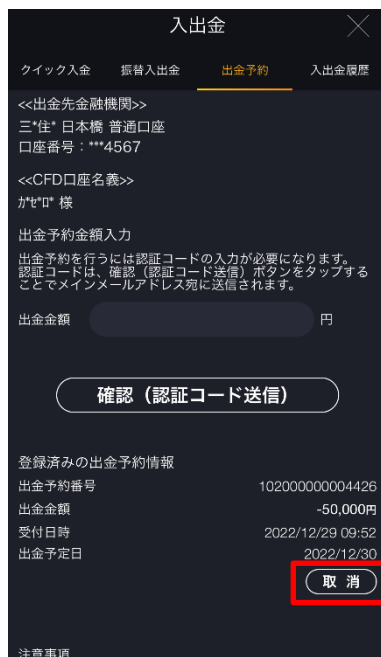 入出金
クイック入金 振替入出金 出金予約 入出金履歴
<<出金先金融機関>>
三*住* 日本橋 普通口座
口座番号：***4567
<<CFD口座名義>>
ｶ*ｾ*ﾛ* 様
出金予約金額入力
出金予約を行うには認証コードの入力が必要になります。
認証コードは、確認（認証コード送信）ボタンをタップする
ことでメインメールアドレス宛に送信されます。
出金金額 円
確認（認証コード送信）
登録済みの出金予約情報
出金予約番号 102000000004426
出金金額 -50,000円
受付日時 2022/12/29 09:52
出金予定日 2022/12/30
取 消
注意事項